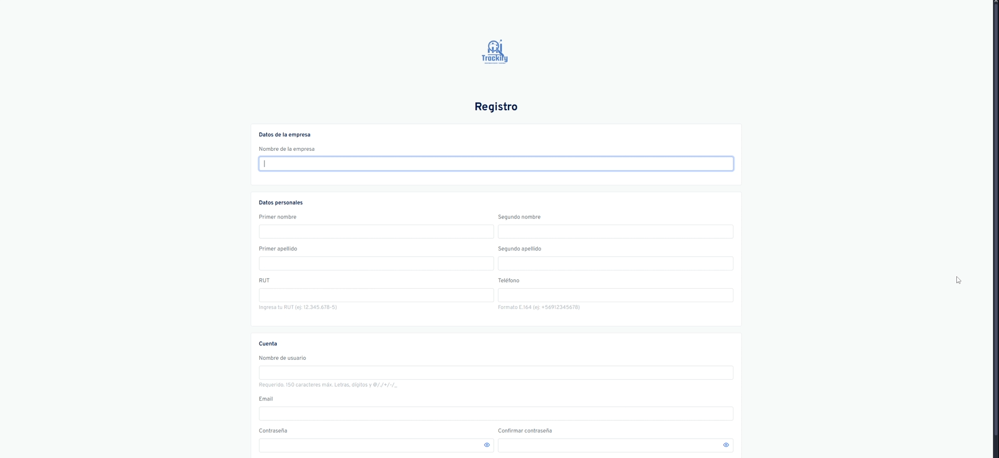 Trackify
Registro
Datos de la empresa
Nombre de la empresa
Datos personales
Primer nombre
Segundo nombre
Primer apellido
Segundo apellido
RUT
Teléfono
Ingresa tu RUT (ej: 12.345.678-5)
Formato E.164 (ej: +56912345678)
Cuenta
Nombre de usuario
Requerido. 150 caracteres máx. Letras, dígitos y @/./+/-/_
Email
Contraseña
Confirmar contraseña